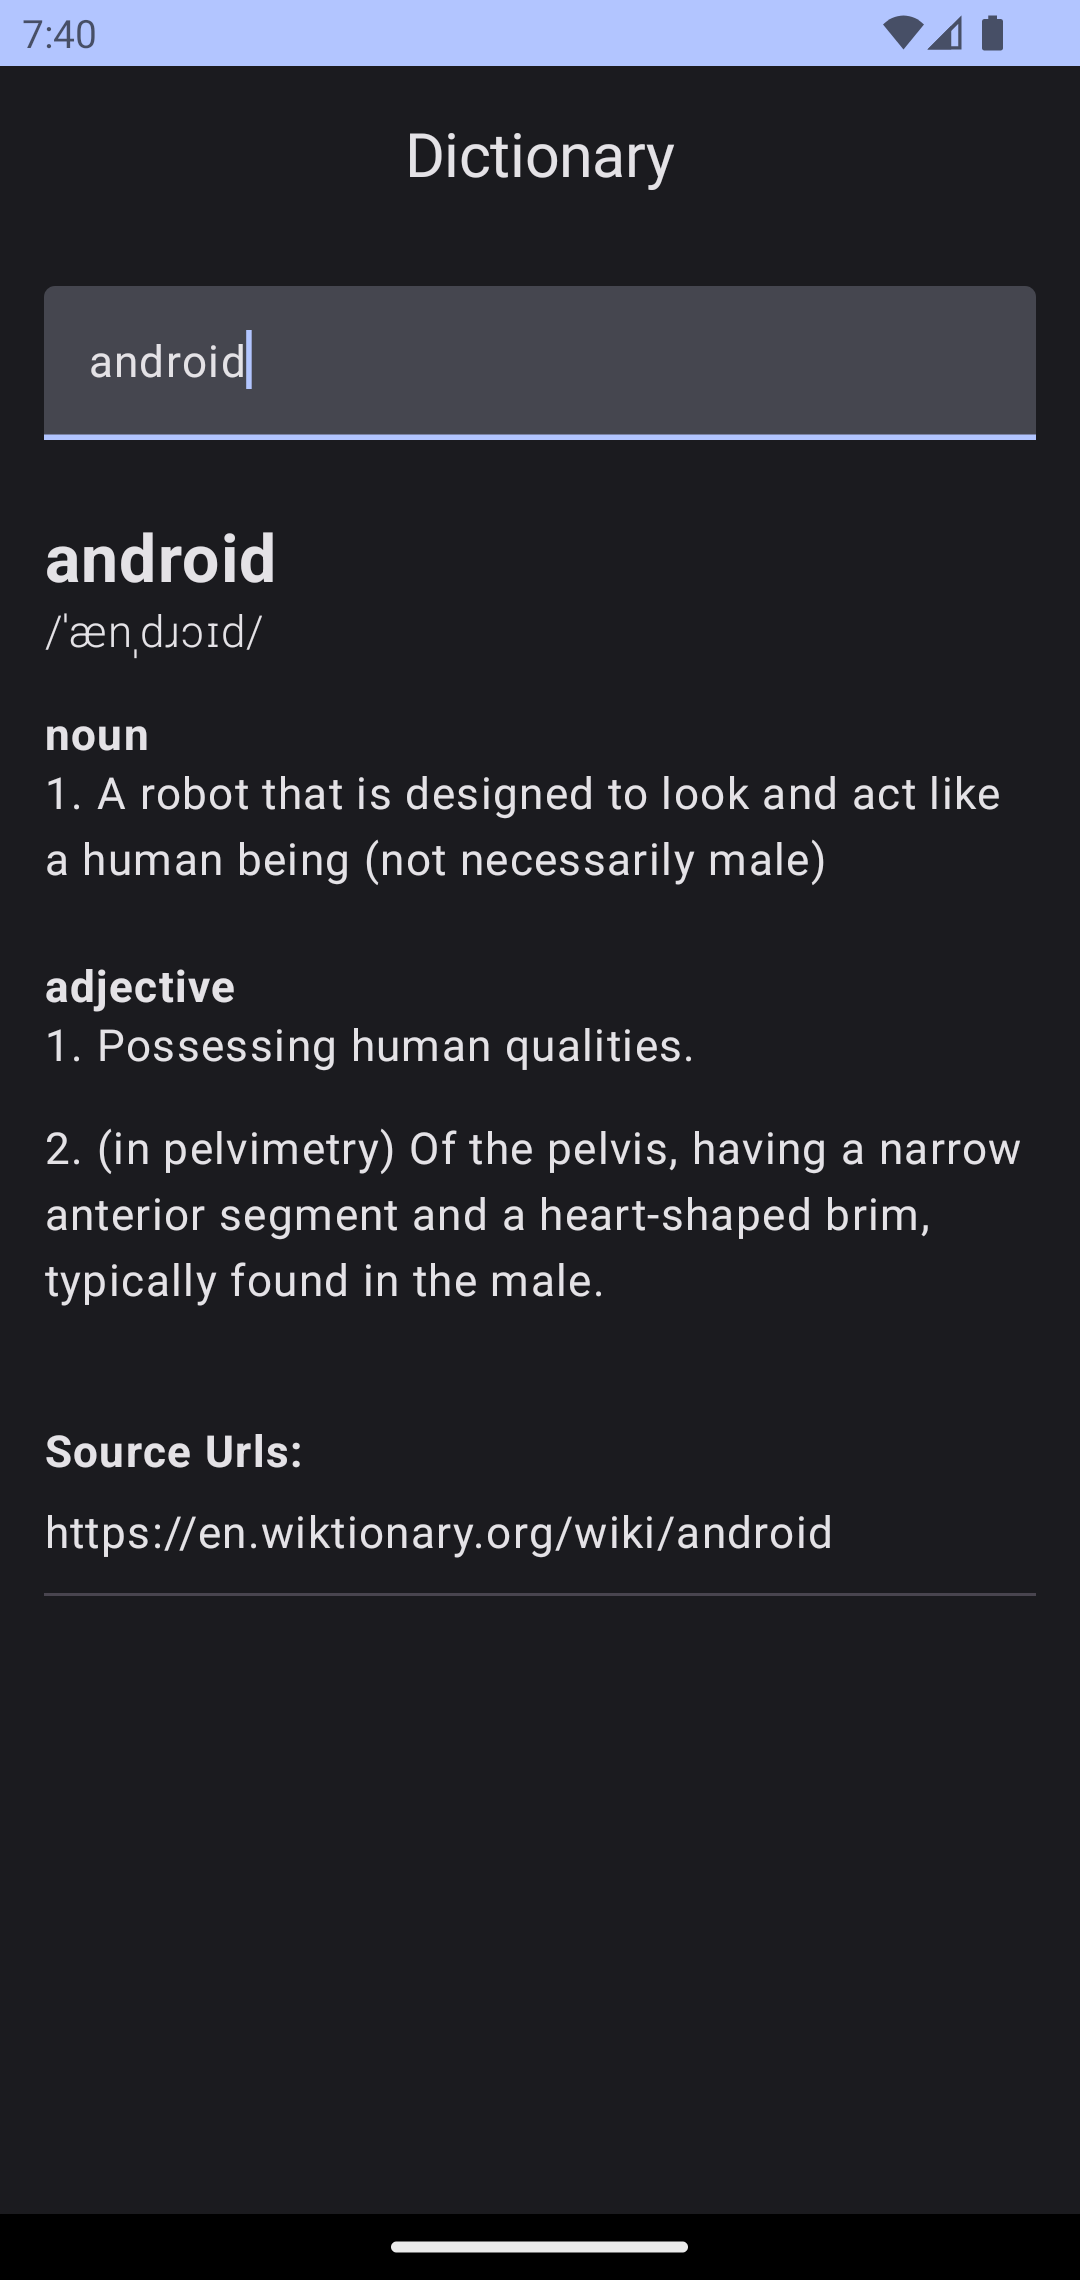 7:40
Dictionary
android
android
/ˈænˌdɹɔɪd/
noun
1. A robot that is designed to look and act like
a human being (not necessarily male)
adjective
1. Possessing human qualities.
2. (in pelvimetry) Of the pelvis, having a narrow
anterior segment and a heart-shaped brim,
typically found in the male.
Source Urls:
https://en.wiktionary.org/wiki/android